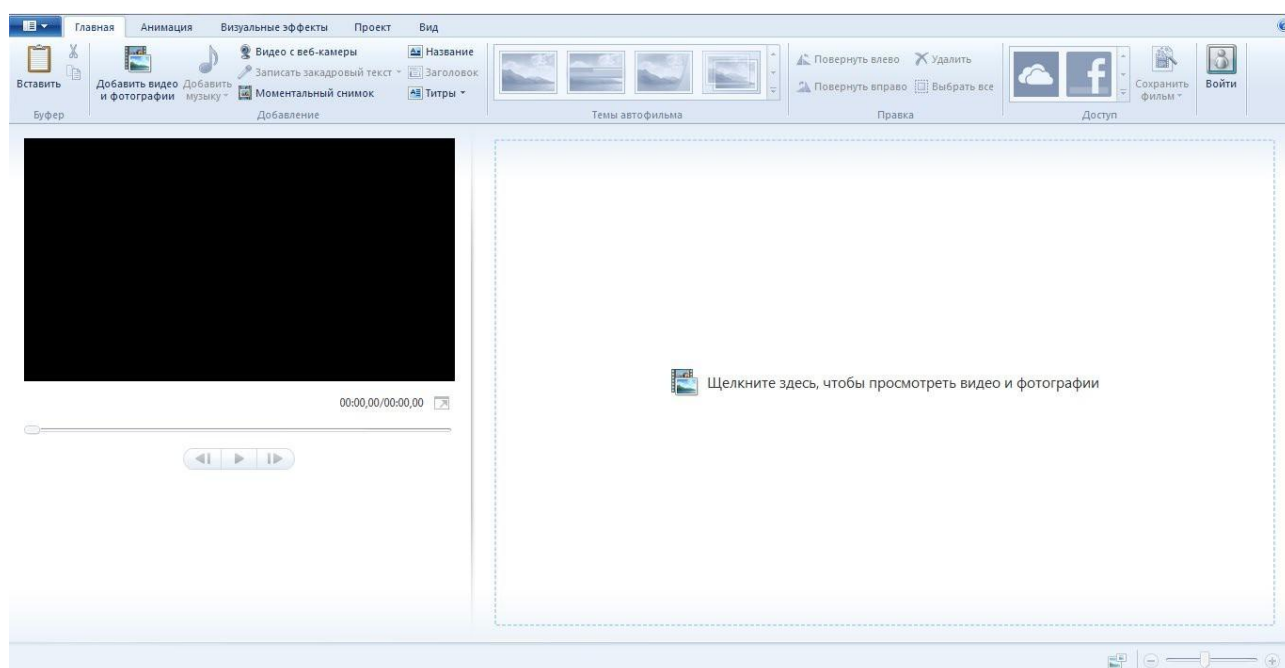 Главная Анимация Визуальные эффекты Проект Вид
Вставить
Буфер
Добавить видео
и фотографии
Добавить
музыку
Видео с веб-камеры
Записать закадровый текст
Моментальный снимок
Название
Заголовок
Титры
Добавление
Темы автофильма
Повернуть влево
Повернуть вправо
Удалить
Выбрать все
Правка
f
Доступ
Сохранить
фильм
Войти
00:00,00/00:00,00
Щелкните здесь, чтобы просмотреть видео и фотографии